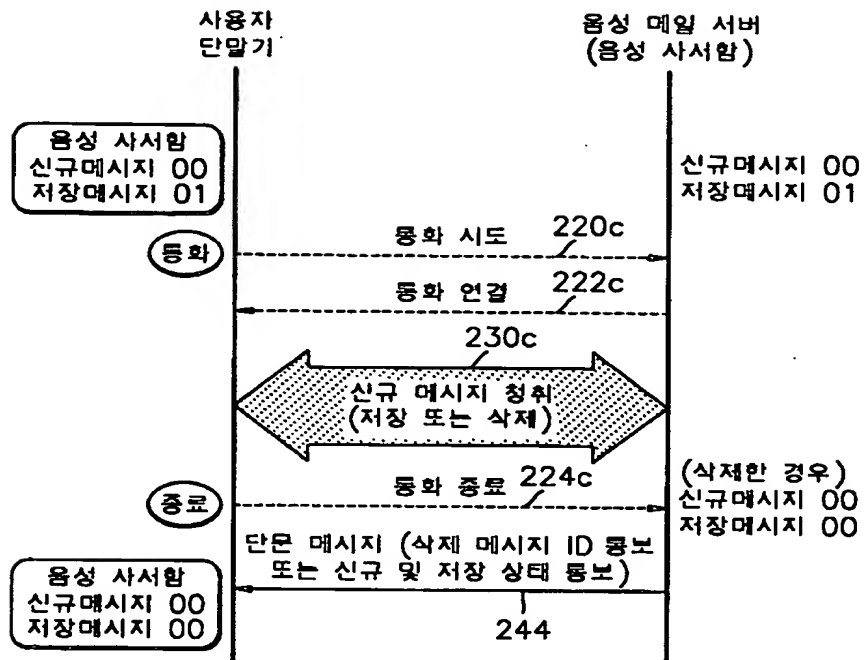 사용자
단말기
음성 메일 서버
(음성 사서함)
음성 사서함
신규메시지 00
저장메시지 01
신규메시지 00
저장메시지 01
통화
통화 시도
220c
통화 연결
222c
230c
신규 메시지 청취
(저장 또는 삭제)
종료
통화 종료
224c
(삭제한 경우)
신규메시지 00
저장메시지 00
단문 메시지 (삭제 메시지 ID 통보
또는 신규 및 저장 상태 통보)
244
음성 사서함
신규메시지 00
저장메시지 00